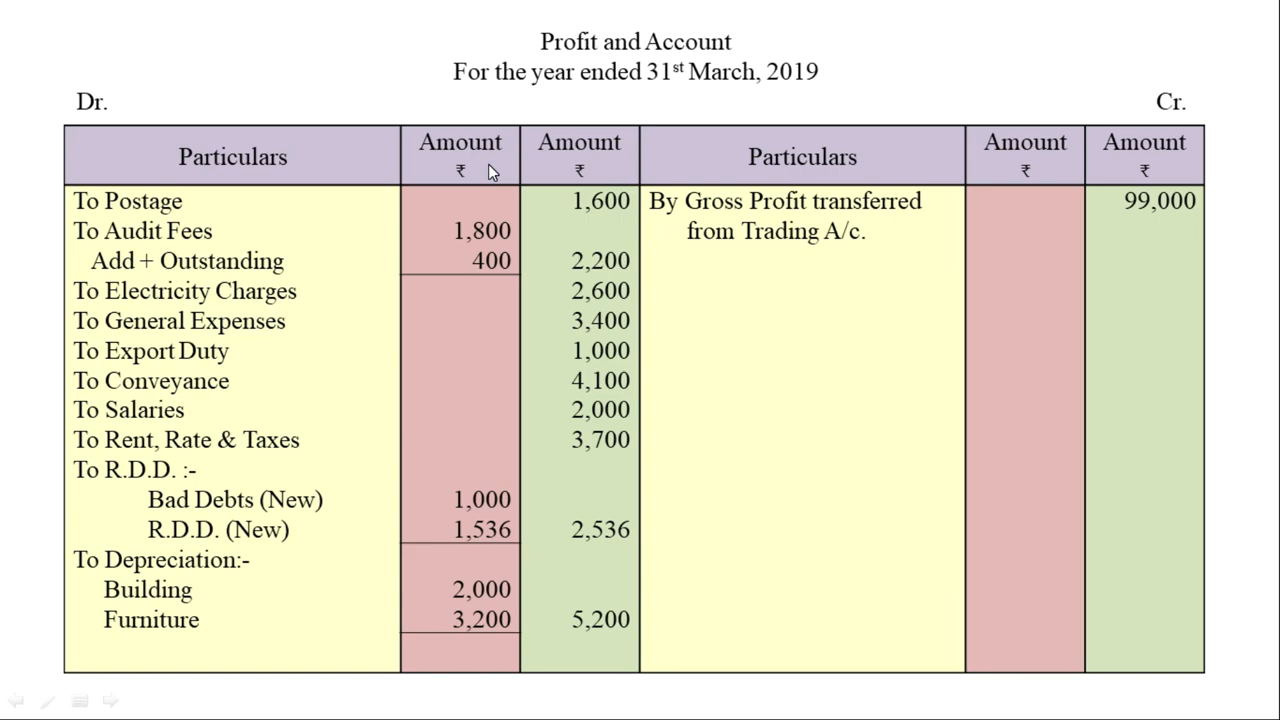 Profit and Account
For the year ended 31st March, 2019
Dr. Cr.
Particulars Amount ₹ Amount ₹ Particulars Amount ₹ Amount ₹
To Postage 1,600 By Gross Profit transferred 99,000
To Audit Fees 1,800 from Trading A/c.
Add + Outstanding 400 2,200
To Electricity Charges 2,600
To General Expenses 3,400
To Export Duty 1,000
To Conveyance 4,100
To Salaries 2,000
To Rent, Rate & Taxes 3,700
To R.D.D. :-
Bad Debts (New) 1,000
R.D.D. (New) 1,536 2,536
To Depreciation:-
Building 2,000
Furniture 3,200 5,200